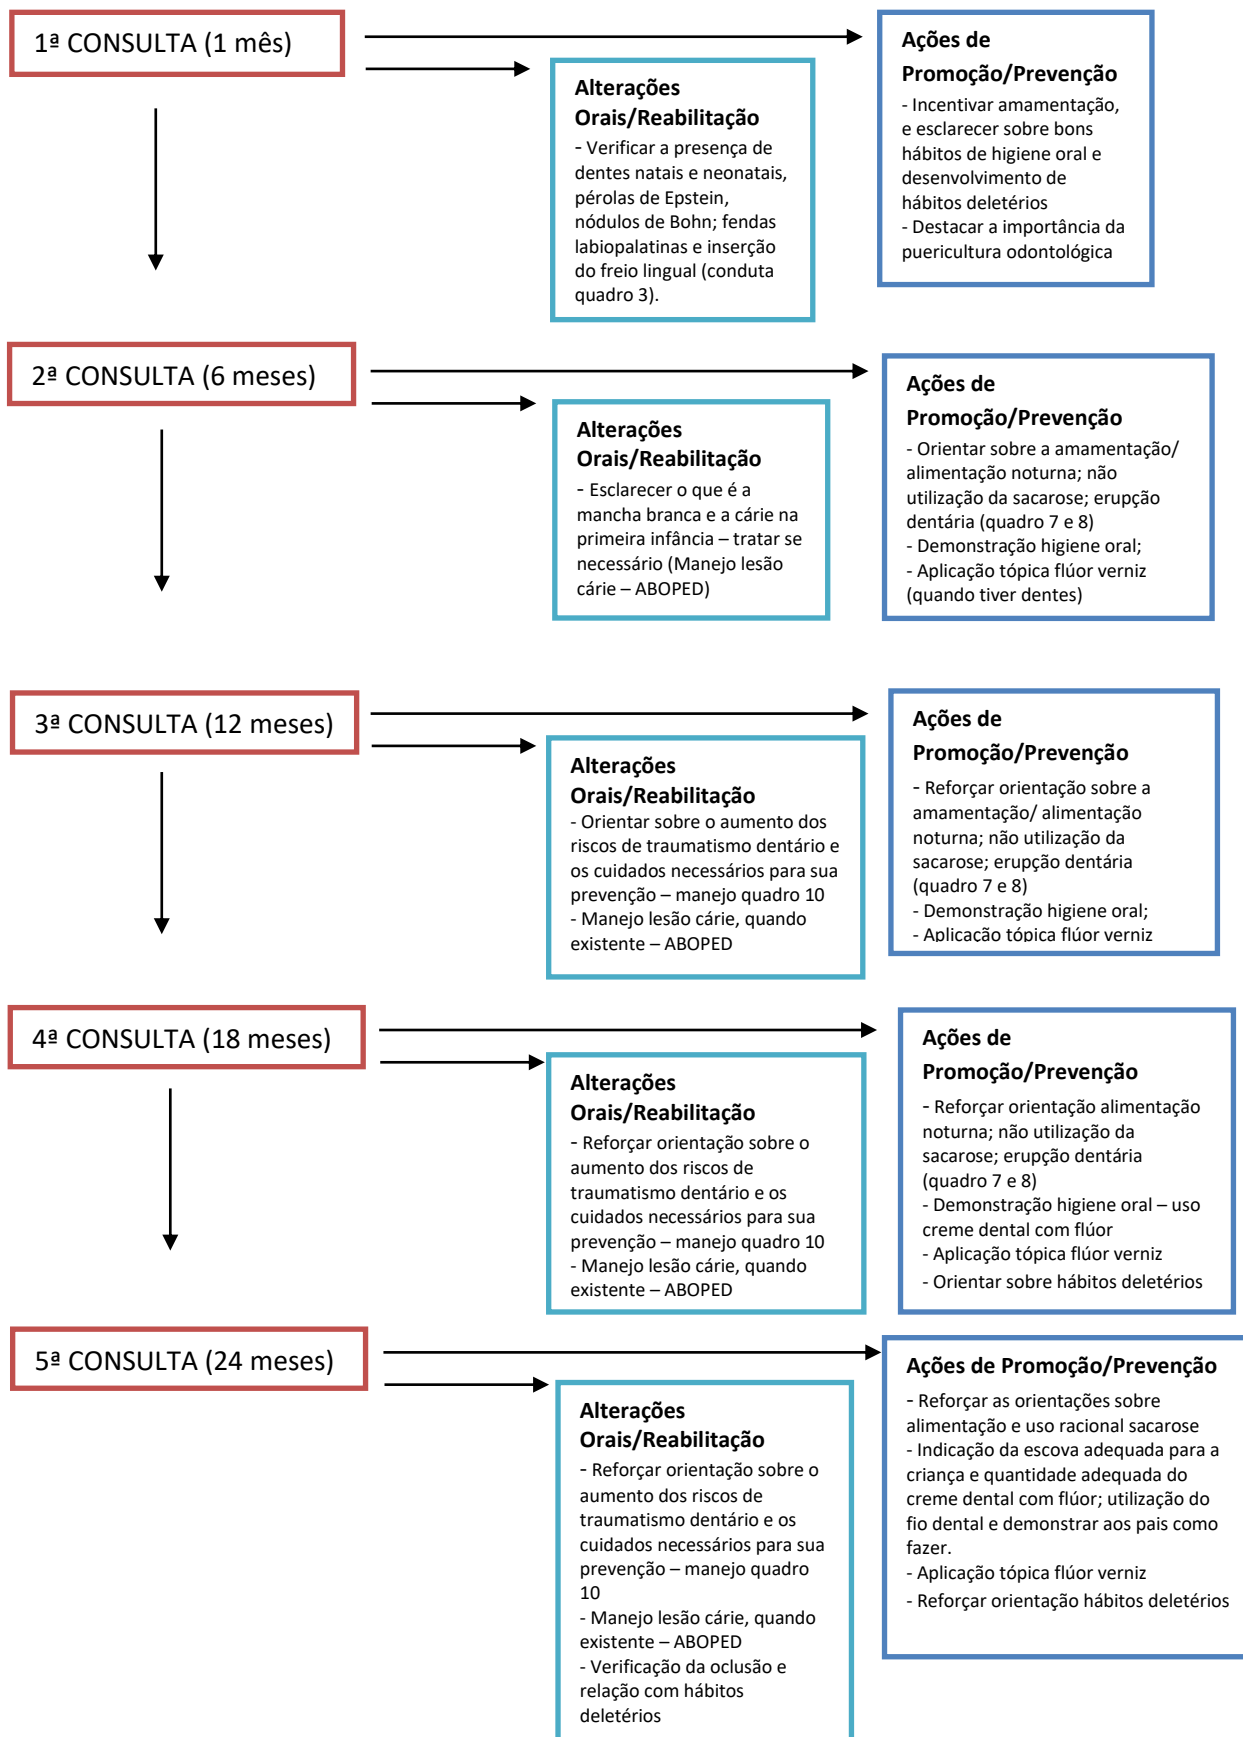 1ª CONSULTA (1 mês)
Alterações
Orais/Reabilitação
- Verificar a presença de
dentes natais e neonatais,
pérolas de Epstein,
nódulos de Bohn; fendas
labiopalatinas e inserção
do freio lingual (conduta
quadro 3).
Ações de
Promoção/Prevenção
- Incentivar amamentação,
e esclarecer sobre bons
hábitos de higiene oral e
desenvolvimento de
hábitos deletérios
- Destacar a importância da
puericultura odontológica
2ª CONSULTA (6 meses)
Alterações
Orais/Reabilitação
- Esclarecer o que é a
mancha branca e a cárie na
primeira infância – tratar se
necessário (Manejo lesão
cárie – ABOPED)
Ações de
Promoção/Prevenção
- Orientar sobre a amamentação/
alimentação noturna; não
utilização da sacarose; erupção
dentária (quadro 7 e 8)
- Demonstração higiene oral;
- Aplicação tópica flúor verniz
(quando tiver dentes)
3ª CONSULTA (12 meses)
Alterações
Orais/Reabilitação
- Orientar sobre o aumento dos
riscos de traumatismo dentário e
os cuidados necessários para sua
prevenção – manejo quadro 10
- Manejo lesão cárie, quando
existente – ABOPED
Ações de
Promoção/Prevenção
- Reforçar orientação sobre a
amamentação/ alimentação
noturna; não utilização da
sacarose; erupção dentária
(quadro 7 e 8)
- Demonstração higiene oral;
- Aplicação tópica flúor verniz
4ª CONSULTA (18 meses)
Alterações
Orais/Reabilitação
- Reforçar orientação sobre o
aumento dos riscos de
traumatismo dentário e os
cuidados necessários para sua
prevenção – manejo quadro 10
- Manejo lesão cárie, quando
existente – ABOPED
Ações de
Promoção/Prevenção
- Reforçar orientação alimentação
noturna; não utilização da
sacarose; erupção dentária
(quadro 7 e 8)
- Demonstração higiene oral – uso
creme dental com flúor
- Aplicação tópica flúor verniz
- Orientar sobre hábitos deletérios
5ª CONSULTA (24 meses)
Alterações
Orais/Reabilitação
- Reforçar orientação sobre o
aumento dos riscos de
traumatismo dentário e os
cuidados necessários para sua
prevenção – manejo quadro
10
- Manejo lesão cárie, quando
existente – ABOPED
- Verificação da oclusão e
relação com hábitos
deletérios
Ações de Promoção/Prevenção
- Reforçar as orientações sobre
alimentação e uso racional sacarose
- Indicação da escova adequada para a
criança e quantidade adequada do
creme dental com flúor; utilização do
fio dental e demonstrar aos pais como
fazer.
- Aplicação tópica flúor verniz
- Reforçar orientação hábitos deletérios